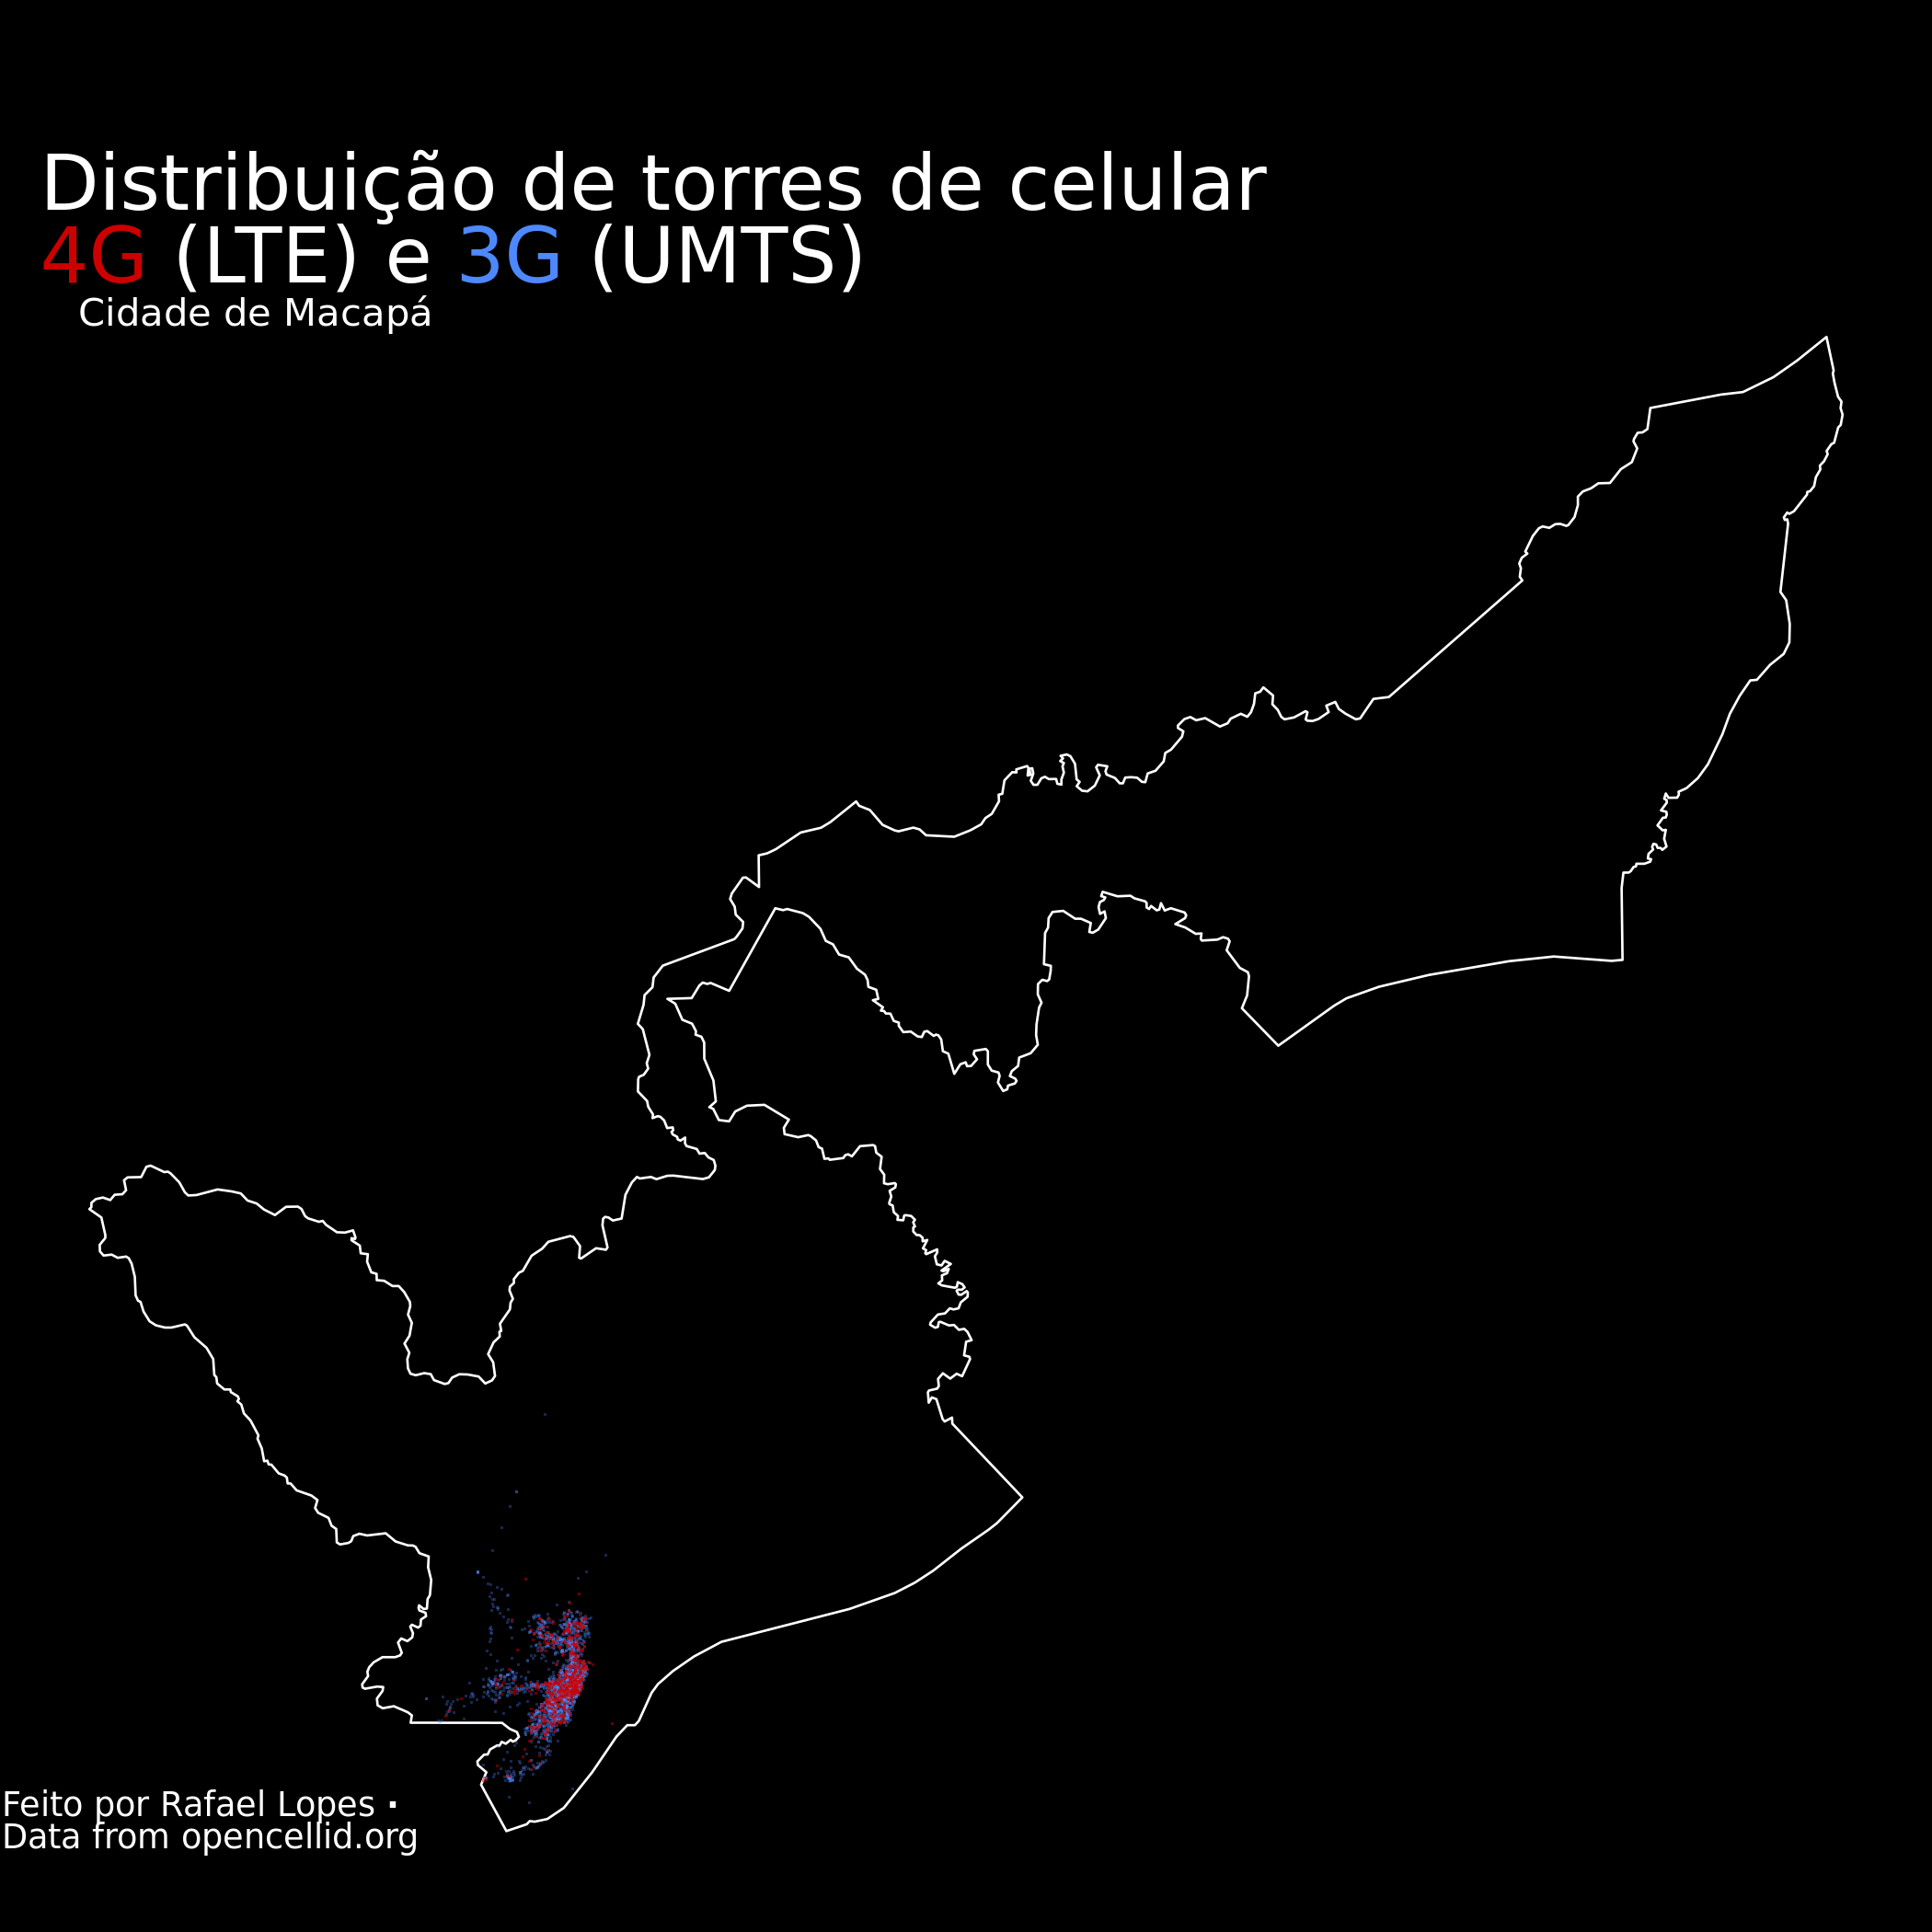 Distribuição de torres de celular
4G (LTE) e 3G (UMTS)
Cidade de Macapá
Feito por Rafael Lopes ·
Data from opencellid.org